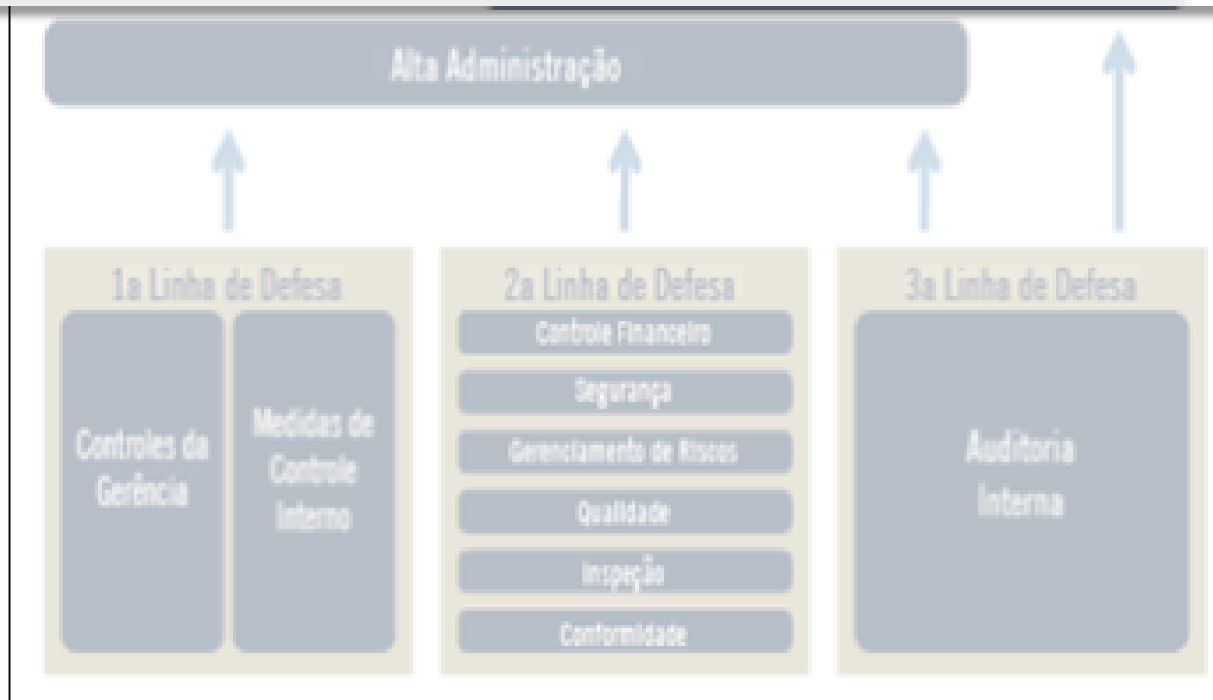 Alta Administração
1a Linha de Defesa
Controles da
Gerência
Medidas de
Controle
Interno
2a Linha de Defesa
Controle Financeiro
Segurança
Gerenciamento de Riscos
Qualidade
Inspeção
Conformidade
3a Linha de Defesa
Auditoria
Interna